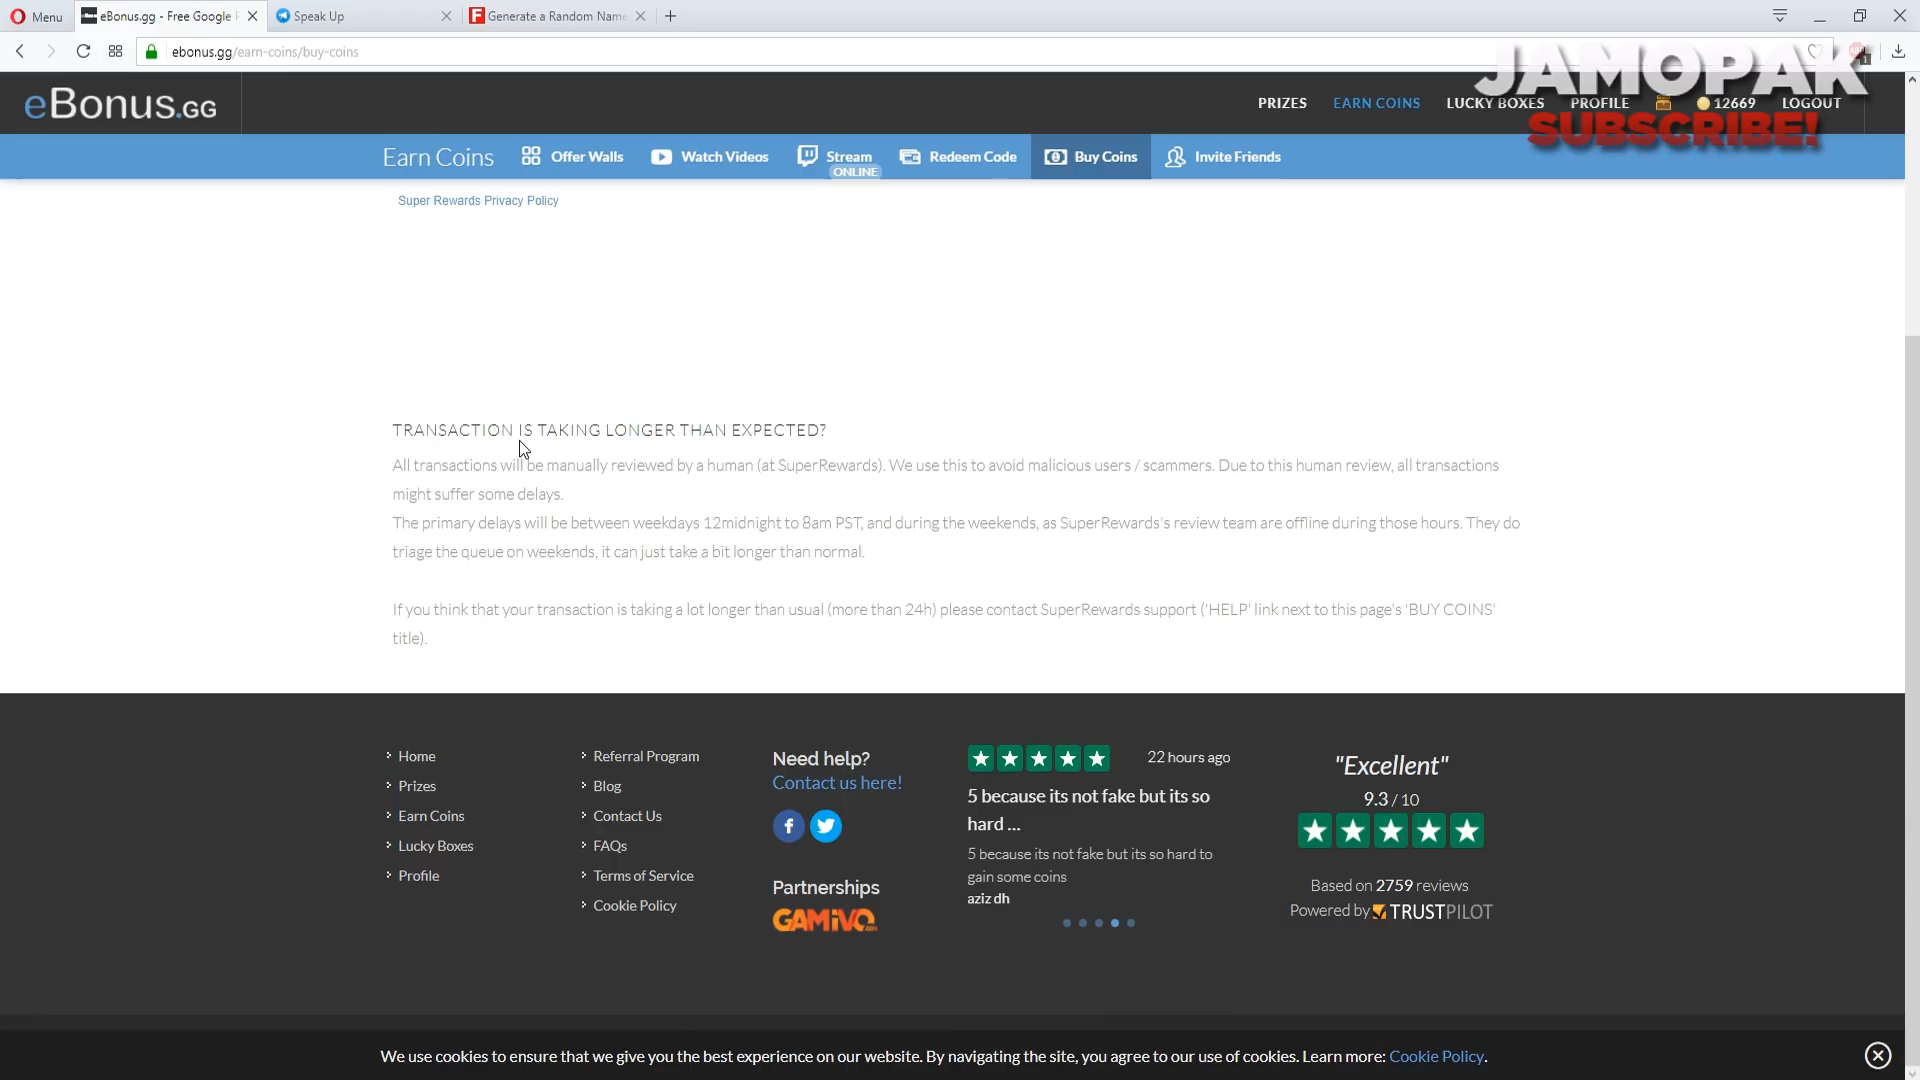 Menu
eBonus.gg - Free Google
Speak Up
Generate a Random Name
ebonus.gg/earn-coins/buy-coins
JAMOPAK
SUBSCRIBE!
eBonus.GG
PRIZES
EARN COINS
LUCKY BOXES
PROFILE
12669
LOGOUT
Earn Coins
Offer Walls
Watch Videos
Stream
ONLINE
Redeem Code
Buy Coins
Invite Friends
Super Rewards Privacy Policy
TRANSACTION IS TAKING LONGER THAN EXPECTED?
All transactions will be manually reviewed by a human (at SuperRewards). We use this to avoid malicious users / scammers. Due to this human review, all transactions
might suffer some delays.
The primary delays will be between weekdays 12midnight to 8am PST, and during the weekends, as SuperRewards's review team are offline during those hours. They do
triage the queue on weekends, it can just take a bit longer than normal.
If you think that your transaction is taking a lot longer than usual (more than 24h) please contact SuperRewards support ('HELP' link next to this page's 'BUY COINS'
title).
Home
Prizes
Earn Coins
Lucky Boxes
Profile
Referral Program
Blog
Contact Us
FAQs
Terms of Service
Cookie Policy
Need help?
Contact us here!
Partnerships
GAMIVO.com
22 hours ago
5 because its not fake but its so
hard ...
5 because its not fake but its so hard to
gain some coins
aziz dh
"Excellent"
9.3 / 10
Based on 2759 reviews
Powered by TRUSTPILOT
We use cookies to ensure that we give you the best experience on our website. By navigating the site, you agree to our use of cookies. Learn more: Cookie Policy.